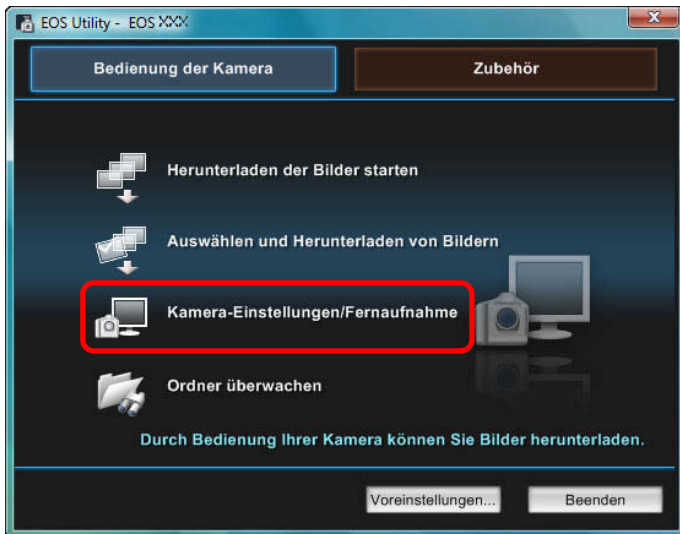 EOS Utility - EOS XXX
Bedienung der Kamera
Zubehör
Herunterladen der Bilder starten
Auswählen und Herunterladen von Bildern
Kamera-Einstellungen/Fernaufnahme
Ordner überwachen
Durch Bedienung Ihrer Kamera können Sie Bilder herunterladen.
Voreinstellungen...
Beenden